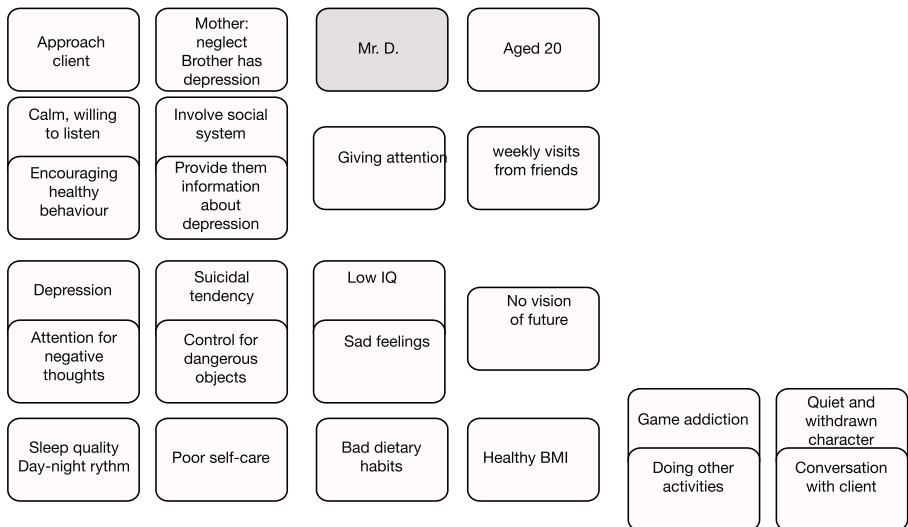 Approach
client
Mother:
neglect
Brother has
depression
Mr. D.
Aged 20
Calm, willing
to listen
Encouraging
healthy
behaviour
Involve social
system
Provide them
information
about
depression
Giving attention
weekly visits
from friends
Depression
Attention for
negative
thoughts
Suicidal
tendency
Control for
dangerous
objects
Low IQ
Sad feelings
No vision
of future
Sleep quality
Day-night rythm
Poor self-care
Bad dietary
habits
Healthy BMI
Game addiction
Doing other
activities
Quiet and
withdrawn
character
Conversation
with client